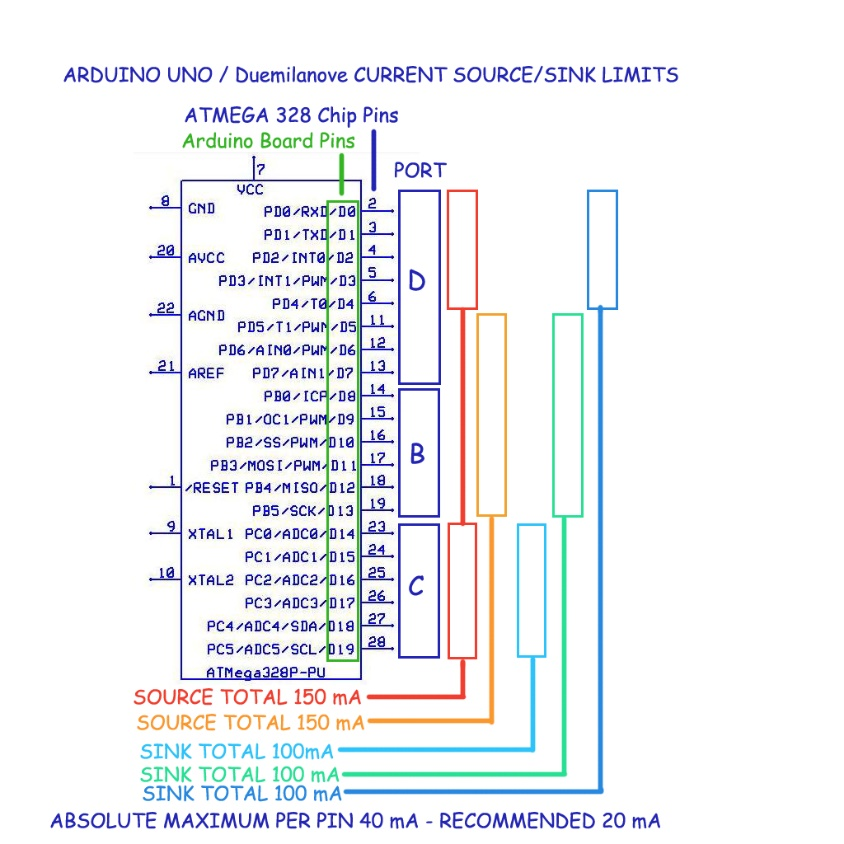 ARDUINO UNO / Duemilanove CURRENT SOURCE/SINK LIMITS
ATMEGA 328 Chip Pins
Arduino Board Pins
PORT
7
VCC
8 GND PD0/RXD/D0 2
PD1/TXD/D1 3
20 AVCC PD2/INT0/D2 4
PD3/INT1/PWM/D3 5
22 AGND PD4/T0/D4 6
PD5/T1/PWM/D5 11
PD6/AIN0/PWM/D6 12
21 AREF PD7/AIN1/D7 13
D
PB0/ICP/D8 14
PB1/OC1/PWM/D9 15
PB2/SS/PWM/D10 16
PB3/MOSI/PWM/D11 17
1 /RESET PB4/MISO/D12 18
PB5/SCK/D13 19
B
9 XTAL1 PC0/ADC0/D14 23
PC1/ADC1/D15 24
10 XTAL2 PC2/ADC2/D16 25
PC3/ADC3/D17 26
PC4/ADC4/SDA/D18 27
PC5/ADC5/SCL/D19 28
C
ATMega328P-PU
SOURCE TOTAL 150 mA
SOURCE TOTAL 150 mA
SINK TOTAL 100mA
SINK TOTAL 100 mA
SINK TOTAL 100 mA
ABSOLUTE MAXIMUM PER PIN 40 mA - RECOMMENDED 20 mA